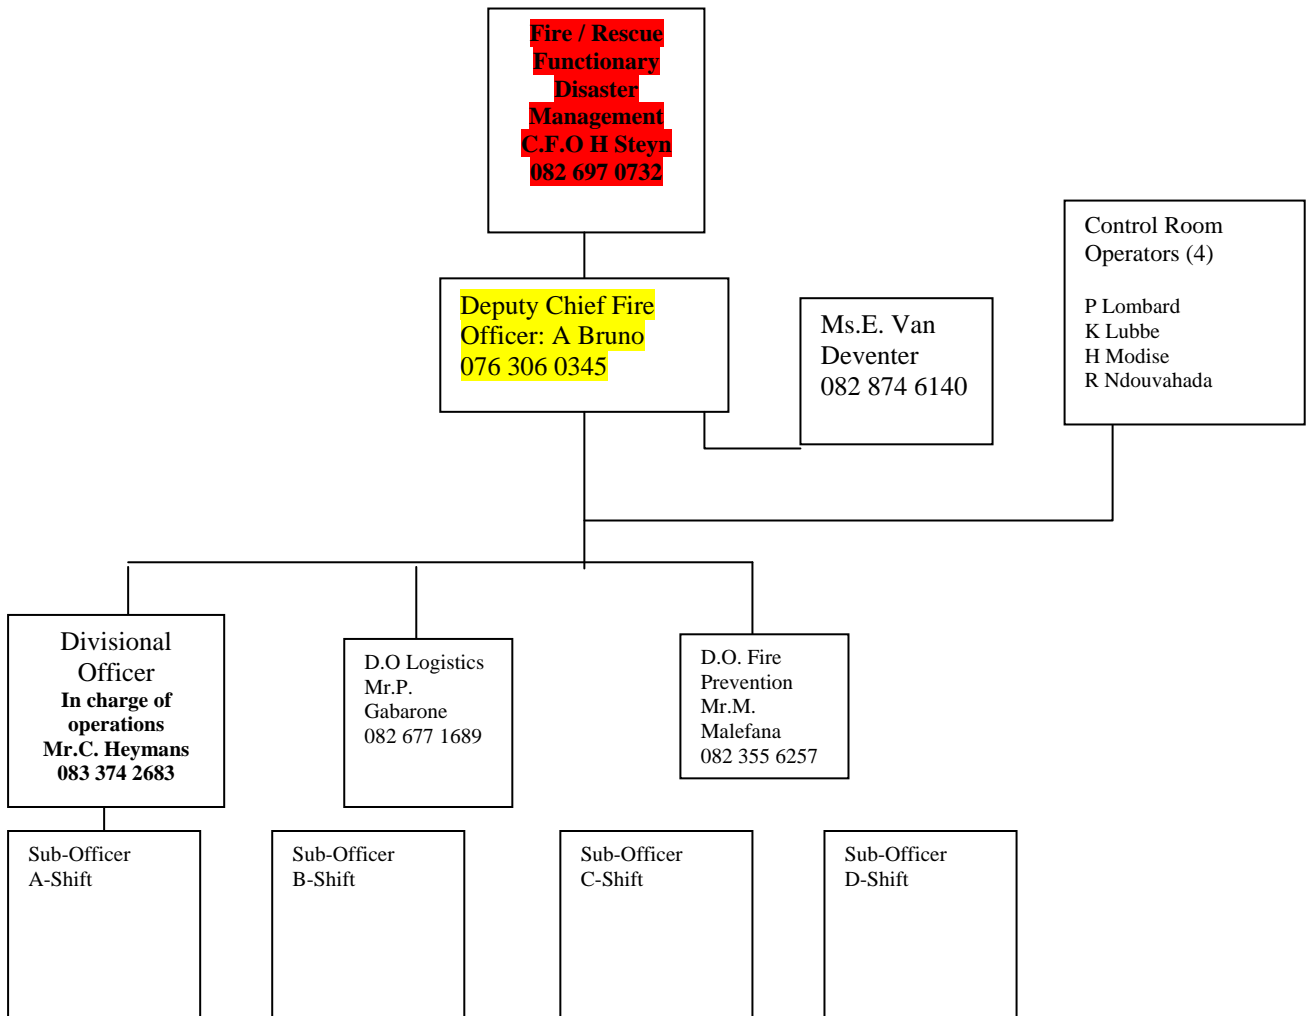 Fire / Rescue
Functionary
Disaster
Management
C.F.O H Steyn
082 697 0732
Control Room
Operators (4)
P Lombard
K Lubbe
H Modise
R Ndouvahada
Deputy Chief Fire
Officer: A Bruno
076 306 0345
Ms.E. Van
Deventer
082 874 6140
Divisional
Officer
In charge of
operations
Mr.C. Heymans
083 374 2683
D.O Logistics
Mr.P.
Gabarone
082 677 1689
D.O. Fire
Prevention
Mr.M.
Malefana
082 355 6257
Sub-Officer
A-Shift
Sub-Officer
B-Shift
Sub-Officer
C-Shift
Sub-Officer
D-Shift